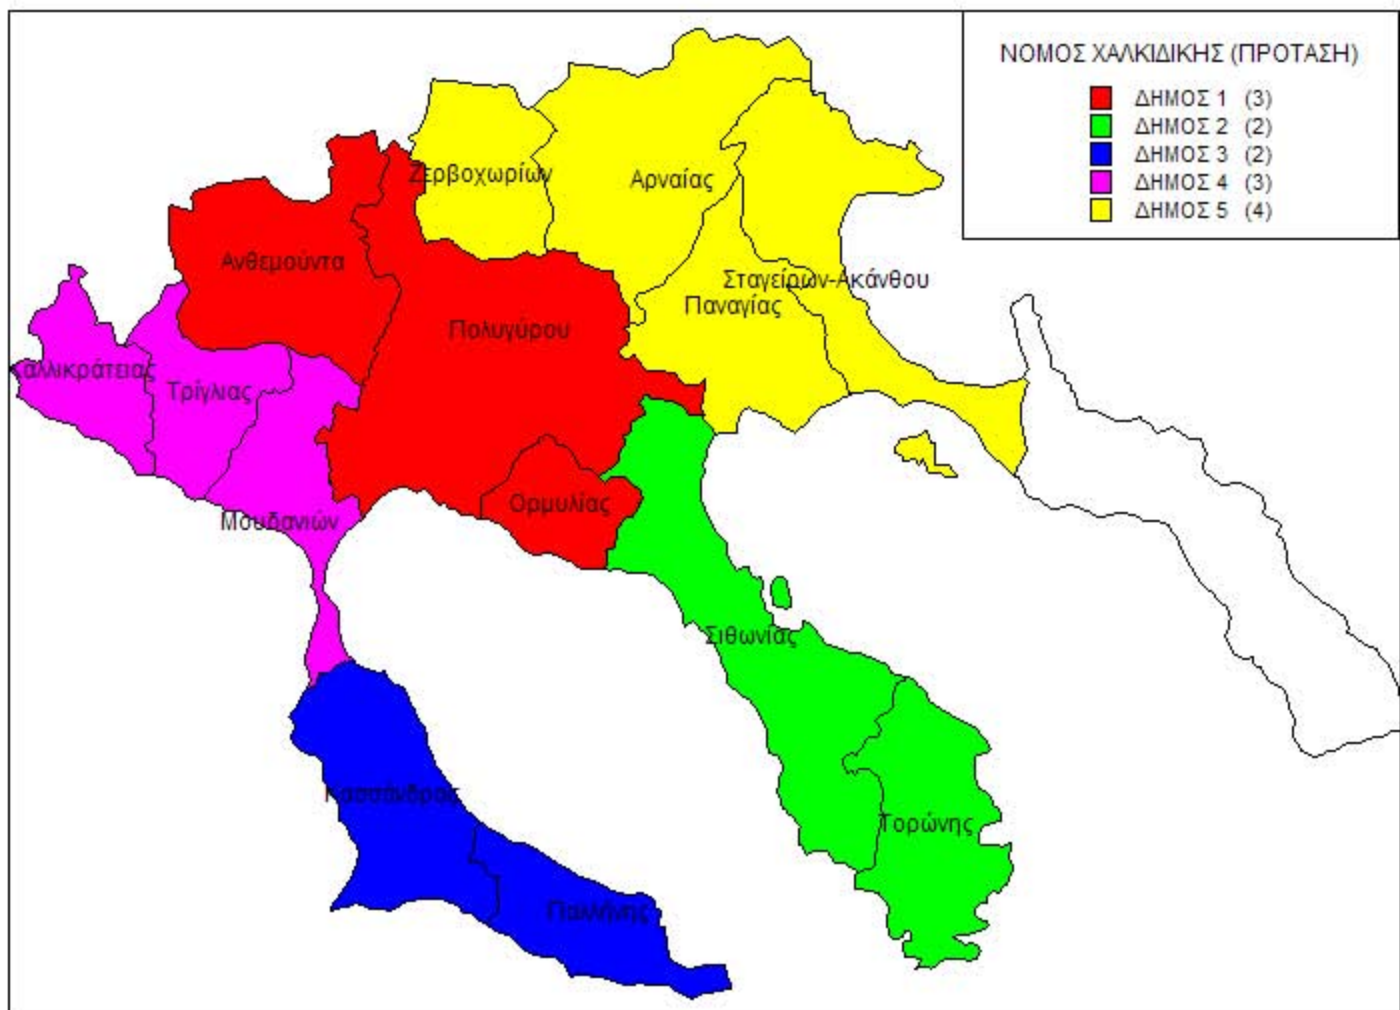 ΝΟΜΟΣ ΧΑΛΚΙΔΙΚΗΣ (ΠΡΟΤΑΣΗ)
ΔΗΜΟΣ 1 (3)
ΔΗΜΟΣ 2 (2)
ΔΗΜΟΣ 3 (2)
ΔΗΜΟΣ 4 (3)
ΔΗΜΟΣ 5 (4)
Ζερβοχωρίων
Αρναίας
Ανθεμούντα
Σταγείρων-Ακάνθου
Παναγίας
Πολυγύρου
Καλλικράτειας
Τρίγλιας
Ορμυλίας
Μουδανιών
Σιθωνίας
Κασσάνδρας
Τορώνης
Παλλήνης